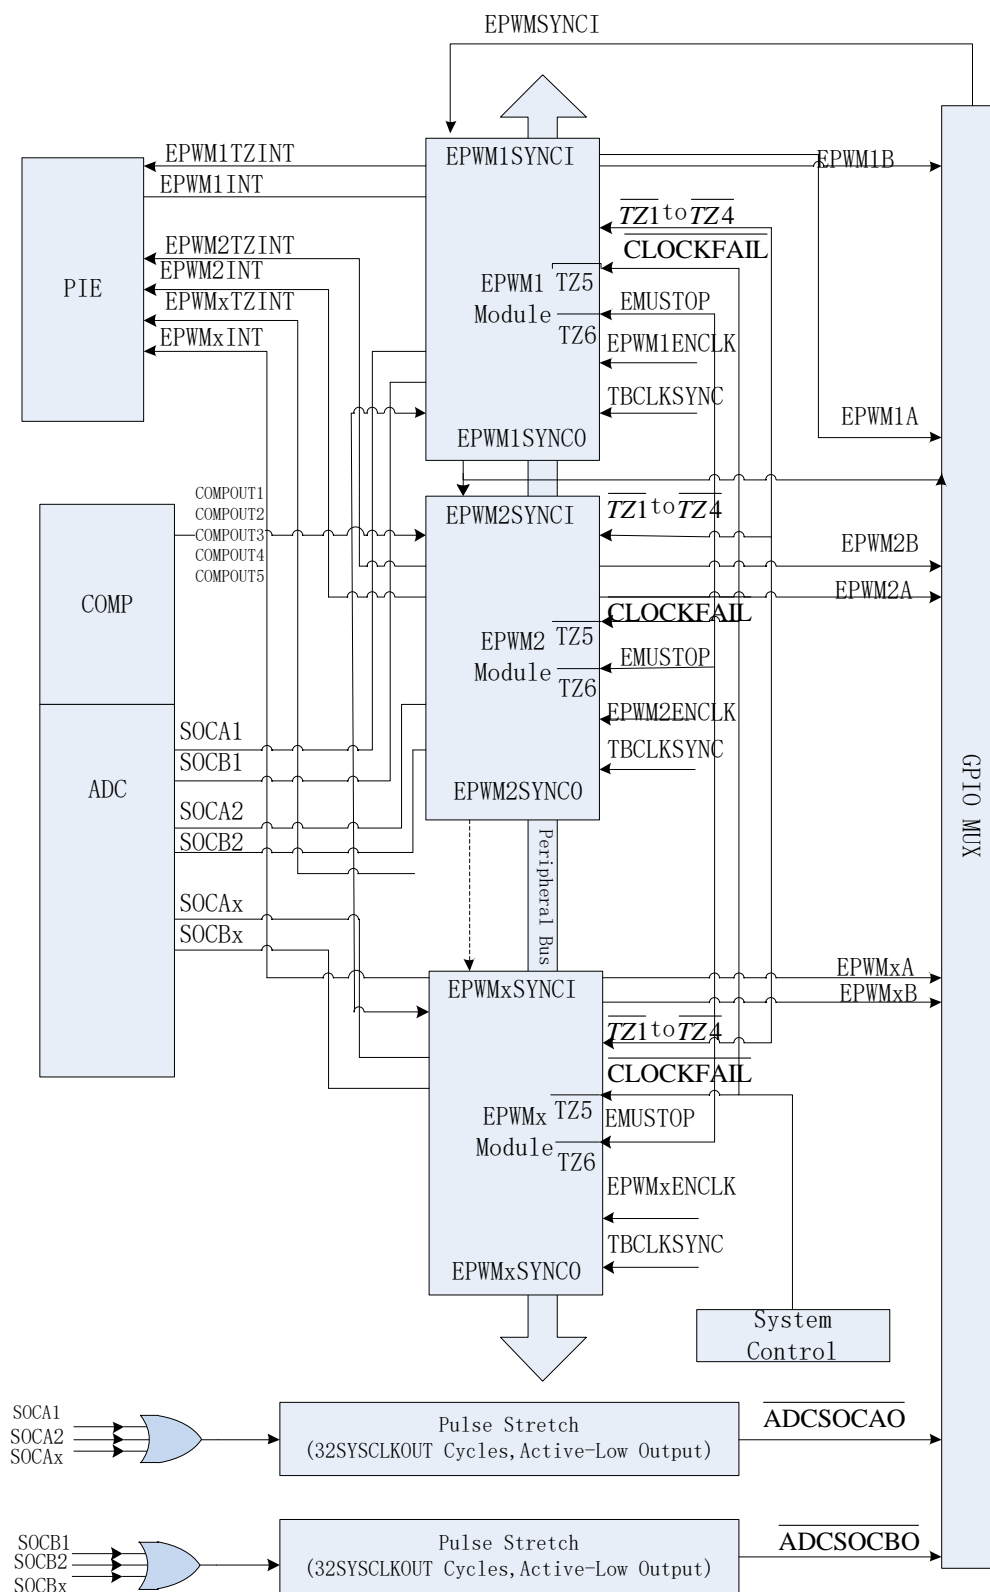 EPWMSYNCI
EPWM1TZINT
EPWM1INT
EPWM2TZINT
EPWM2INT
EPWMxTZINT
EPWMxINT
PIE
EPWM1SYNCI
EPWM1
Module
TZ5
TZ6
EPWM1SYNCO
EPWM1B
TZ1 to TZ4
CLOCKFAIL
EMUSTOP
EPWM1ENCLK
TBCLKSYNC
EPWM1A
COMPOUT1
COMPOUT2
COMPOUT3
COMPOUT4
COMPOUT5
COMP
ADC
SOCA1
SOCB1
SOCA2
SOCB2
SOCAx
SOCBx
EPWM2SYNCI
EPWM2
Module
TZ5
TZ6
EPWM2SYNCO
TZ1 to TZ4
EPWM2B
EPWM2A
CLOCKFAIL
EMUSTOP
EPWM2ENCLK
TBCLKSYNC
GPIO MUX
Peripheral Bus
EPWMxSYNCI
EPWMx
Module
TZ5
TZ6
EPWMxSYNCO
EPWMxA
EPWMxB
TZ1 to TZ4
CLOCKFAIL
EMUSTOP
EPWMxENCLK
TBCLKSYNC
System
Control
SOCA1
SOCA2
SOCAx
Pulse Stretch
(32SYSCLKOUT Cycles,Active-Low Output)
ADCSOCAO
SOCB1
SOCB2
SOCBx
Pulse Stretch
(32SYSCLKOUT Cycles,Active-Low Output)
ADCSOCBO